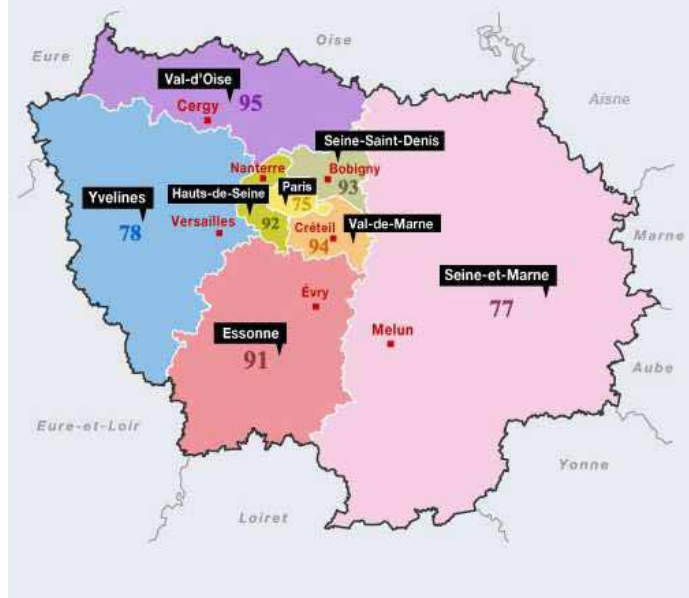 Oise
Eure
Val-d'Oise
95
Cergy
Aisne
Seine-Saint-Denis
Nanterre
Bobigny
Paris
93
Hauts-de-Seine
75
Yvelines
78
Versailles
92
Créteil
Val-de-Marne
94
Marne
Seine-et-Marne
77
Évry
Essonne
91
Melun
Aube
Eure-et-Loir
Yonne
Loiret